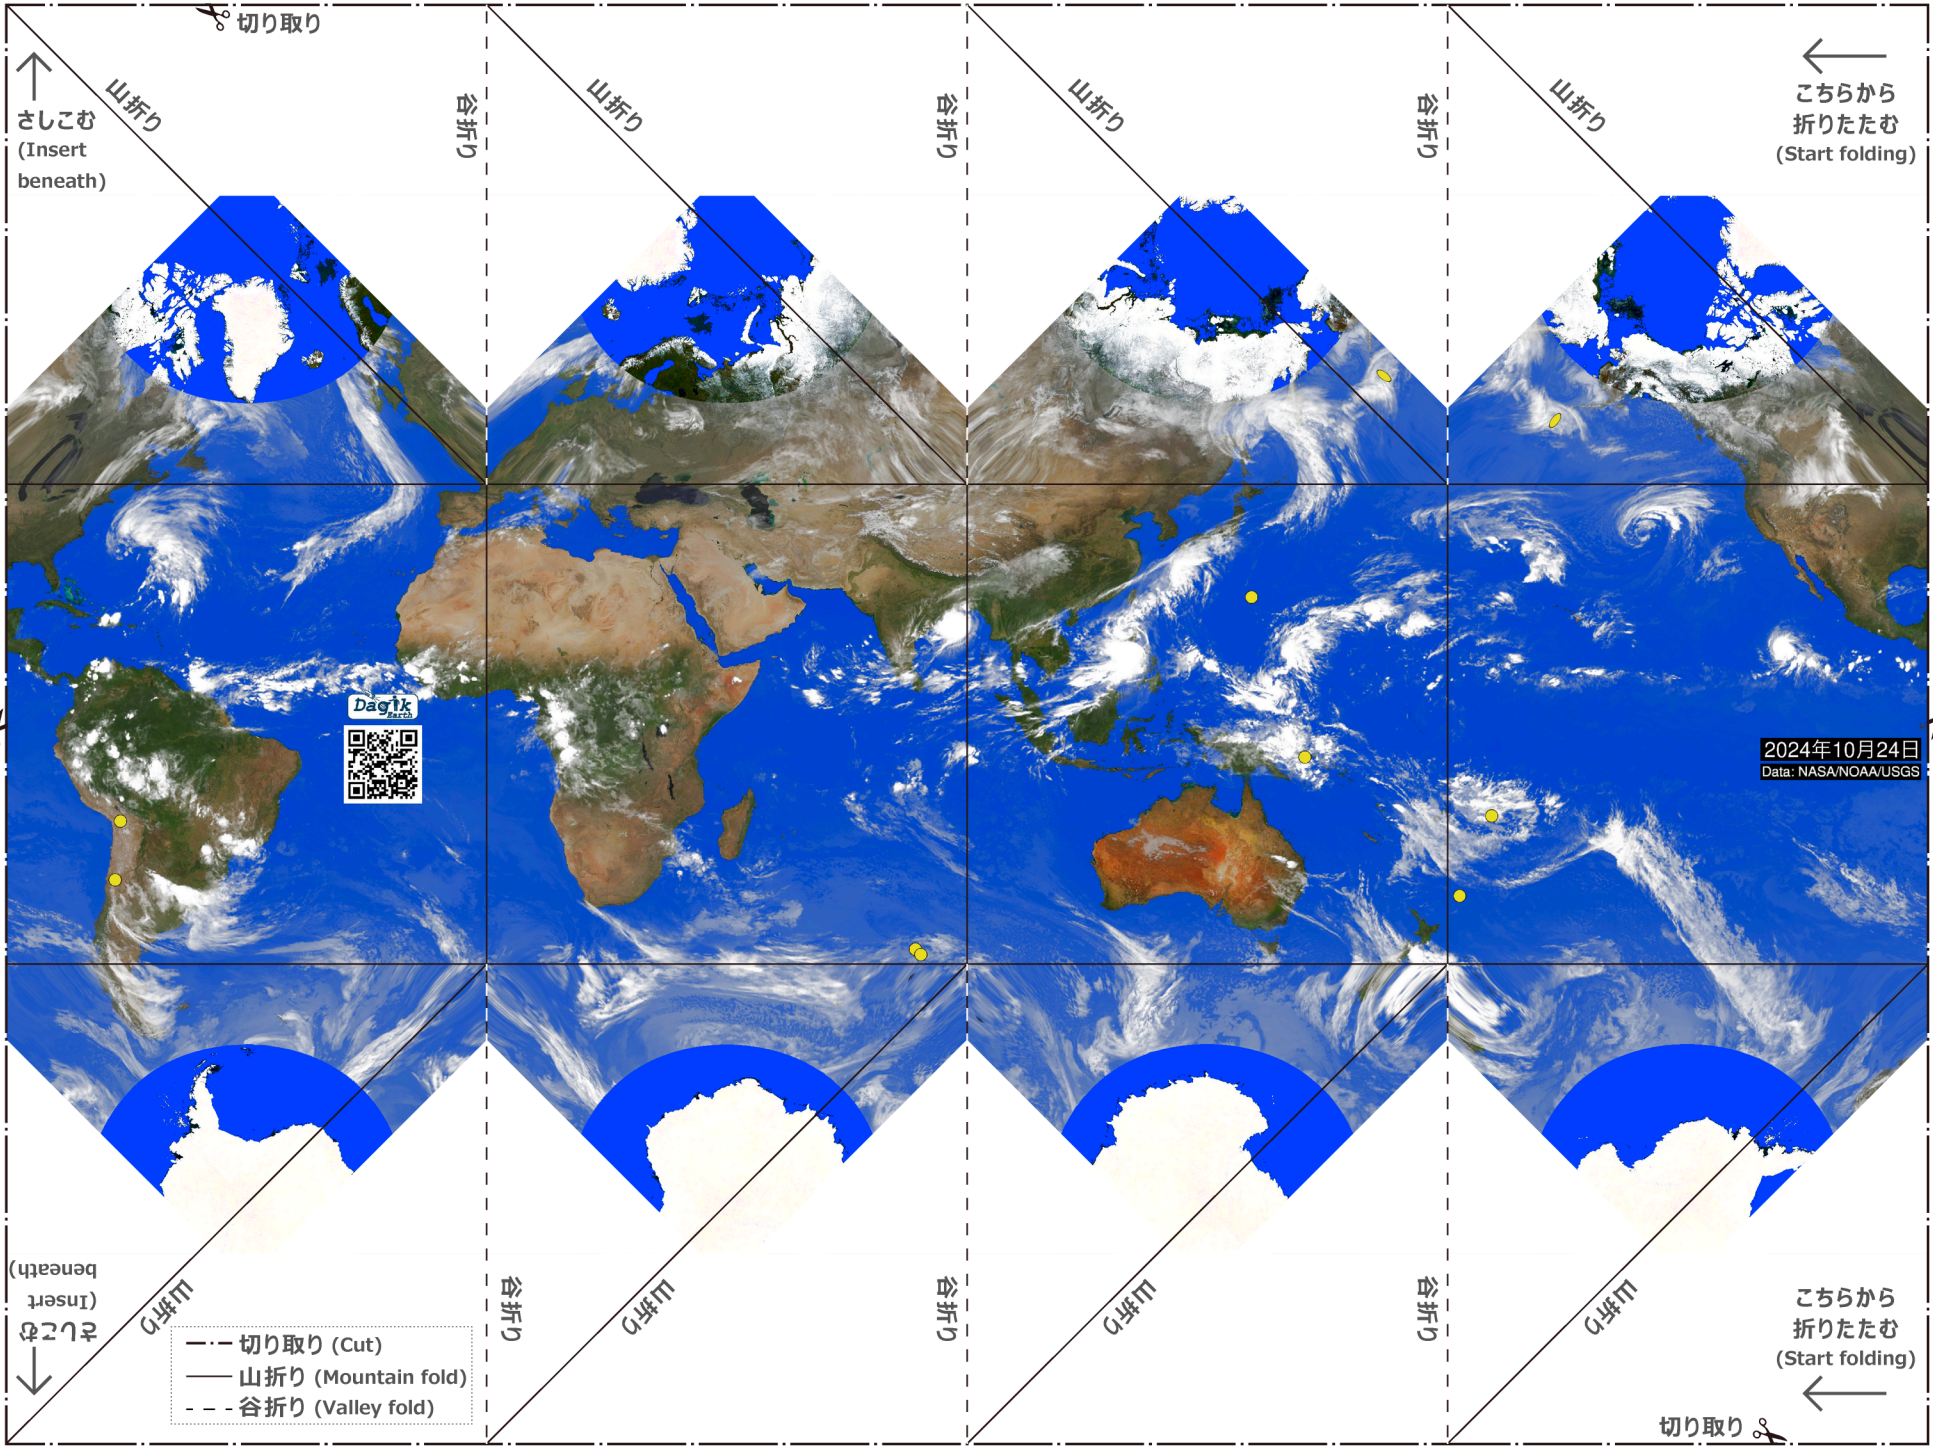 切り取り
さしこむ
(Insert
beneath)
山折り
谷折り
山折り
谷折り
山折り
谷折り
山折り
こちらから
折りたたむ
(Start folding)
Dagik
Earth
2024年10月24日
Data: NASA/NOAA/USGS
さしこむ
(Insert
beneath)
山折り
谷折り
山折り
谷折り
山折り
谷折り
山折り
こちらから
折りたたむ
(Start folding)
切り取り (Cut)
山折り (Mountain fold)
谷折り (Valley fold)
切り取り